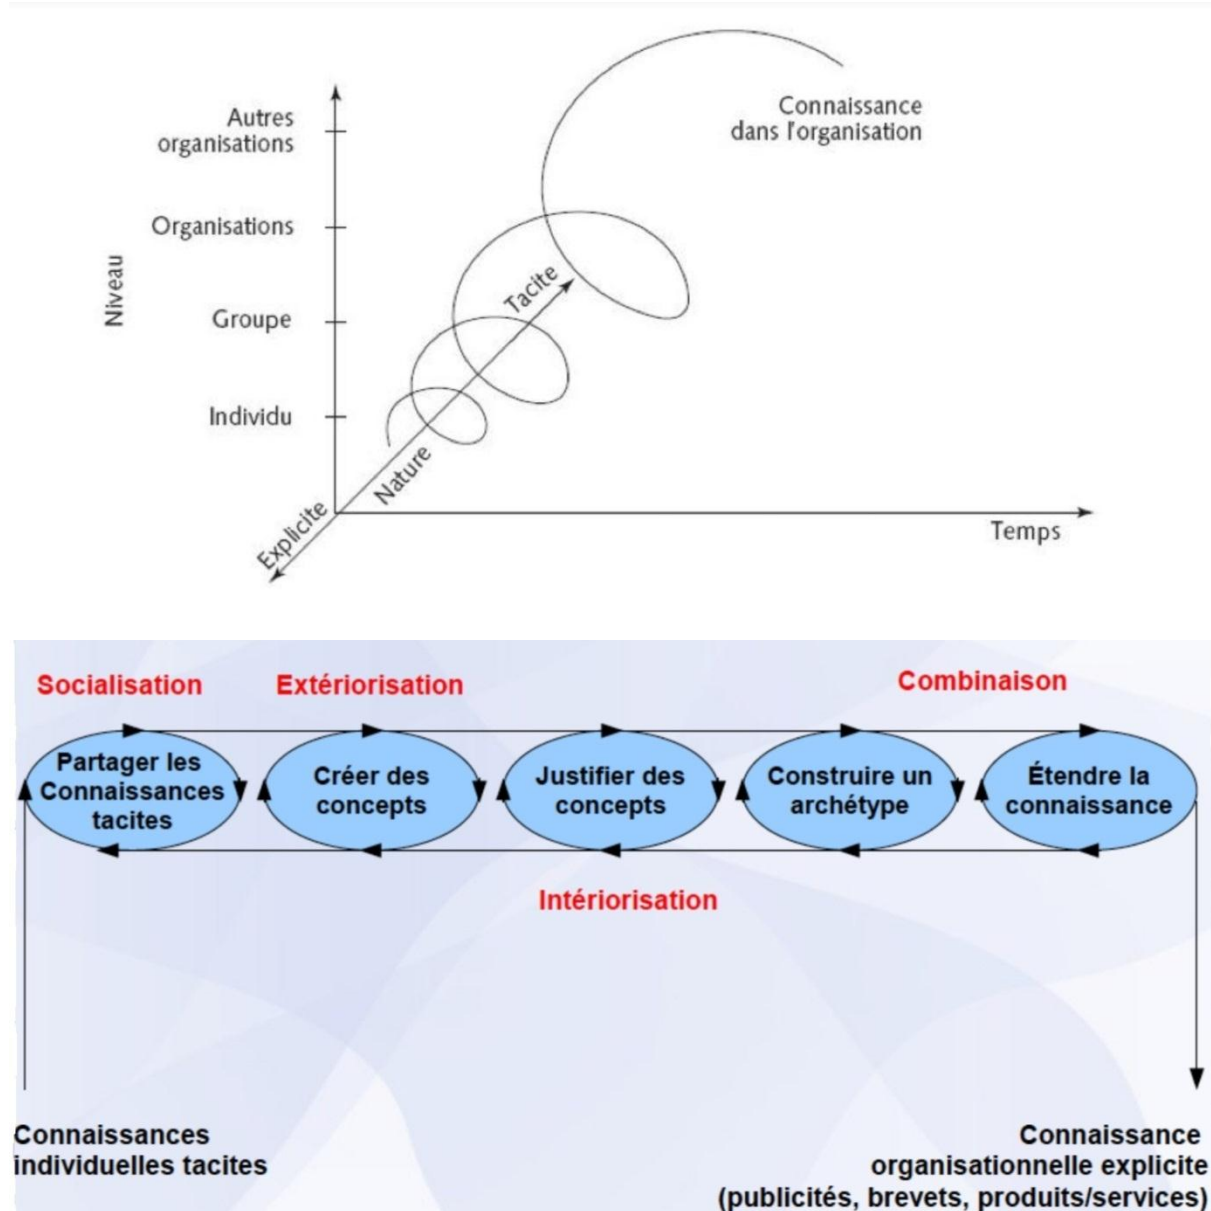 Autres
organisations
Connaissance
dans l'organisation
Organisations
Niveau
Tacite
Groupe
Individu
Nature
Explicite
Temps
Socialisation
Extériorisation
Combinaison
Partager les
Connaissances
tacites
Créer des
concepts
Justifier des
concepts
Construire un
archétype
Étendre la
connaissance
Intériorisation
Connaissances
individuelles tacites
Connaissance
organisationnelle explicite
(publicités, brevets, produits/services)